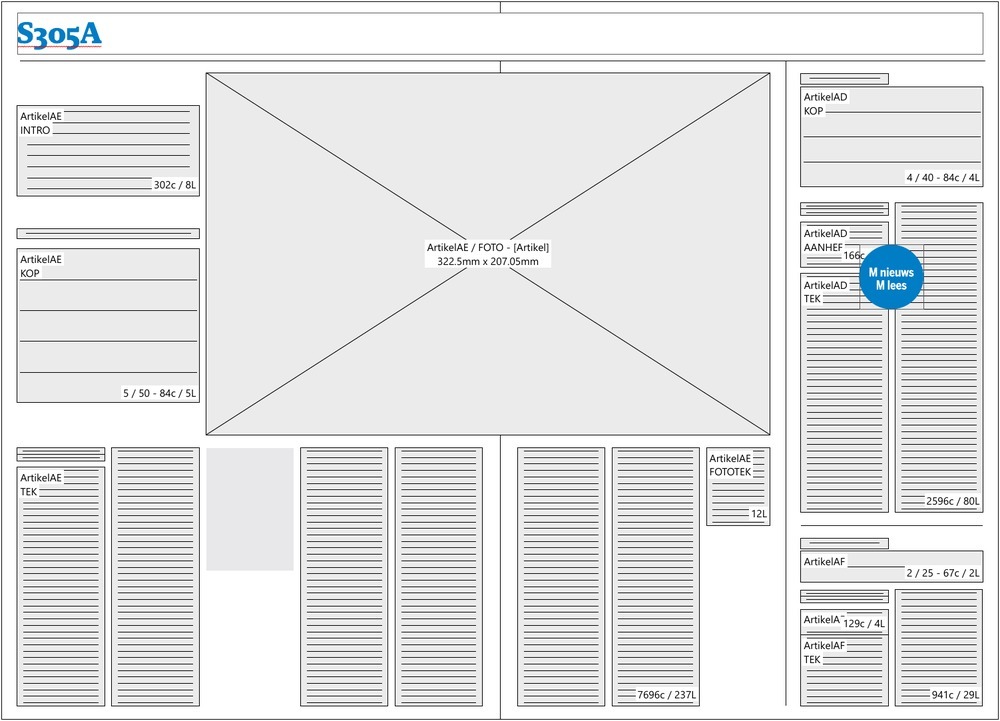 S305A
ArtikelAE
INTRO
302c / 8L
ArtikelAE
KOP
5 / 50 - 84c / 5L
ArtikelAE / FOTO - [Artikel]
322.5mm x 207.05mm
ArtikelAE
TEK
7696c / 237L
ArtikelAE
FOTOTEK
12L
ArtikelAD
KOP
4 / 40 - 84c / 4L
ArtikelAD
AANHEF
166c
M nieuws
M lees
ArtikelAD
TEK
2596c / 80L
ArtikelAF
2 / 25 - 67c / 2L
ArtikelA
129c / 4L
ArtikelAF
TEK
941c / 29L